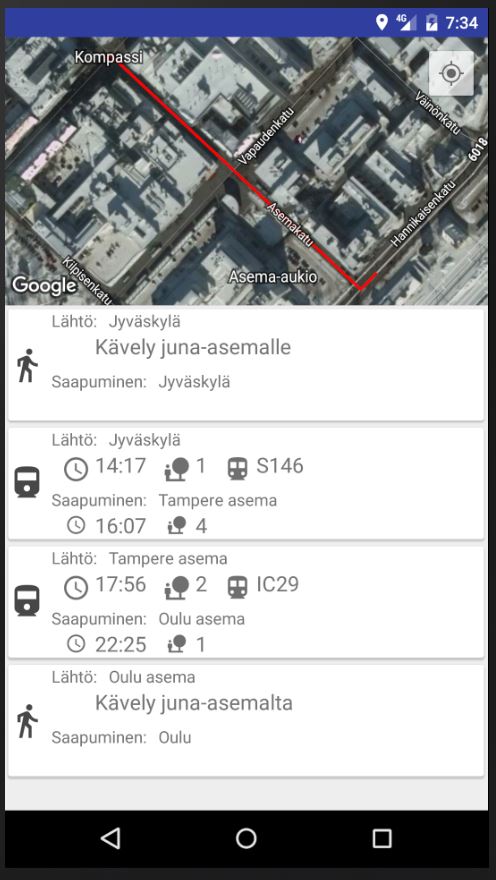 4G 7:34
Kompassi
Väinönkatu
Vapaudenkatu
6018
Asemakatu
Hannikaisenkatu
Kilpisenkatu
Asema-aukio
Google
Lähtö: Jyväskylä
Kävely juna-asemalle
Saapuminen: Jyväskylä
Lähtö: Jyväskylä
14:17 1 S146
Saapuminen: Tampere asema
16:07 4
Lähtö: Tampere asema
17:56 2 IC29
Saapuminen: Oulu asema
22:25 1
Lähtö: Oulu asema
Kävely juna-asemalta
Saapuminen: Oulu